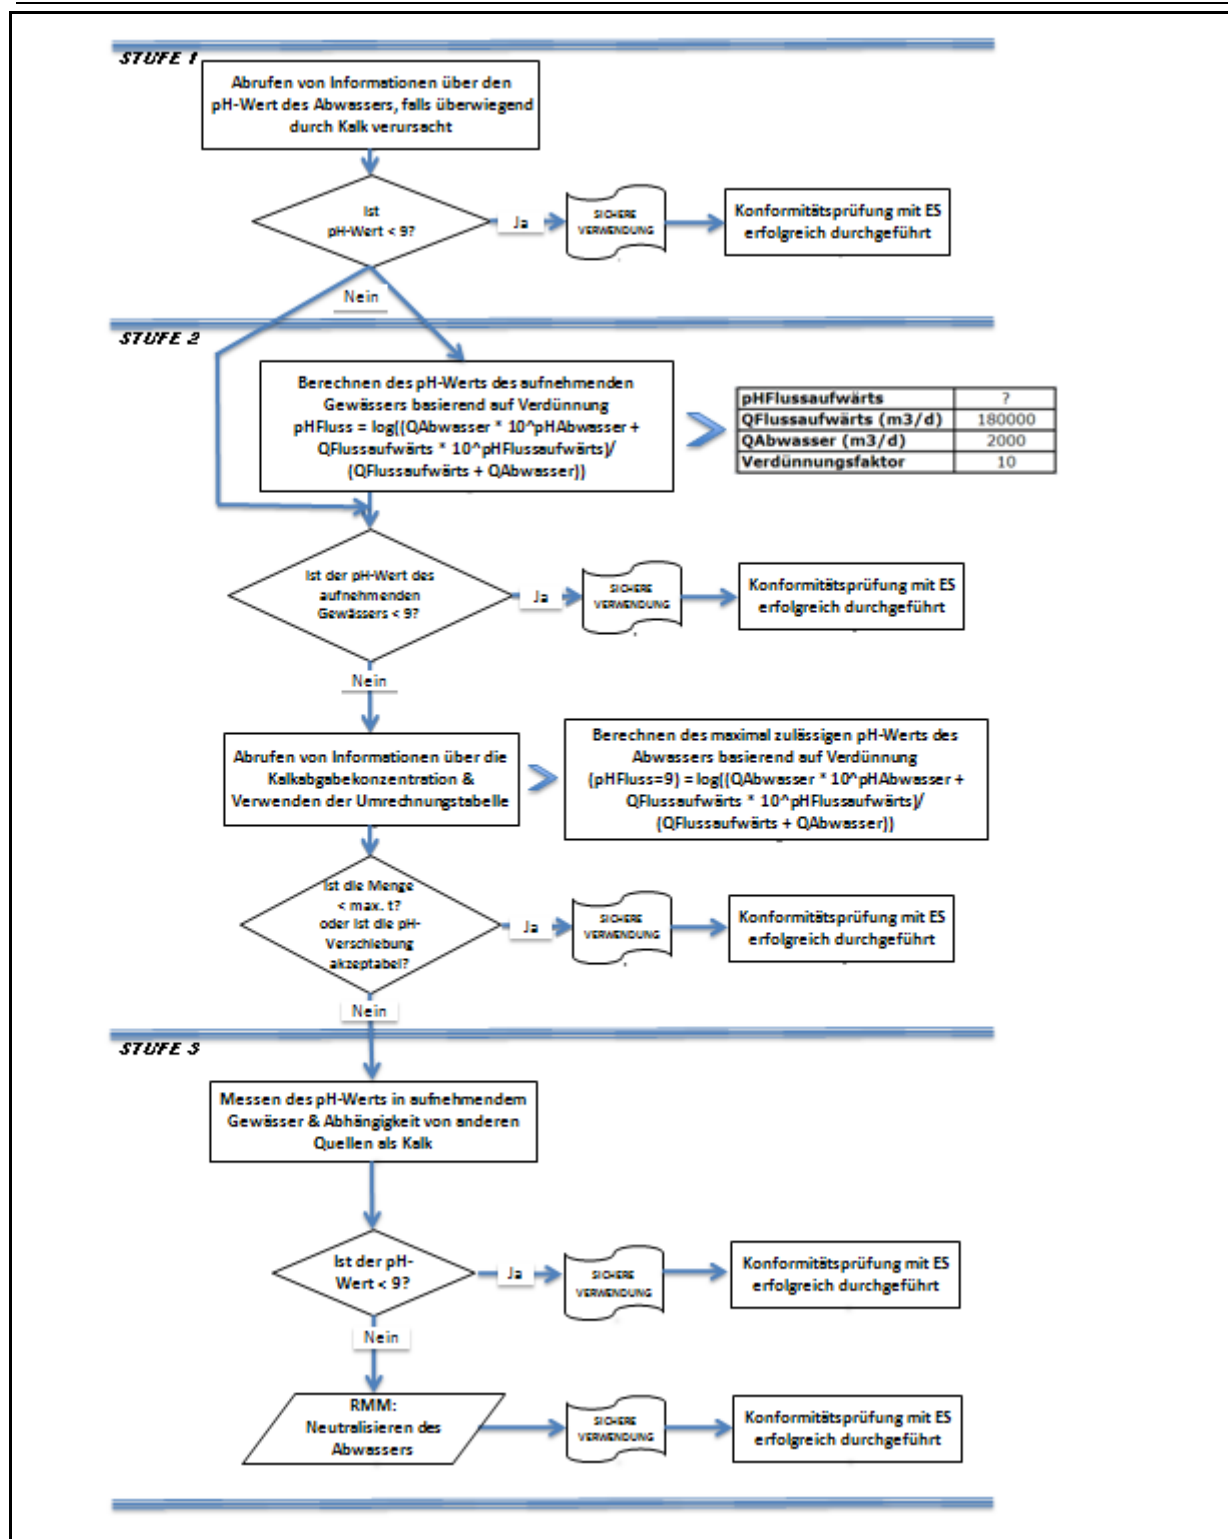 STUFE 1
Abrufen von Informationen über den
pH-Wert des Abwassers, falls überwiegend
durch Kalk verursacht
Ist
pH-Wert < 9?
Ja
SICHERE
VERWENDUNG
Konformitätsprüfung mit ES
erfolgreich durchgeführt
Nein
STUFE 2
Berechnen des pH-Werts des aufnehmenden
Gewässers basierend auf Verdünnung
pHFluss = log((QAbwasser * 10^pHAbwasser +
QFlussaufwärts * 10^pHFlussaufwärts)/
(QFlussaufwärts + QAbwasser))
pHFlussaufwärts ?
QFlussaufwärts (m3/d) 180000
QAbwasser (m3/d) 2000
Verdünnungsfaktor 10
Ist der pH-Wert des
aufnehmenden
Gewässers < 9?
Ja
SICHERE
VERWENDUNG
Konformitätsprüfung mit ES
erfolgreich durchgeführt
Nein
Abrufen von Informationen über die
Kalkabgabekonzentration &
Verwenden der Umrechnungstabelle
Berechnen des maximal zulässigen pH-Werts des
Abwassers basierend auf Verdünnung
(pHFluss=9) = log((QAbwasser * 10^pHAbwasser +
QFlussaufwärts * 10^pHFlussaufwärts)/
(QFlussaufwärts + QAbwasser))
Ist die Menge
< max. t?
oder ist die pH-
Verschiebung
akzeptabel?
Ja
SICHERE
VERWENDUNG
Konformitätsprüfung mit ES
erfolgreich durchgeführt
Nein
STUFE 3
Messen des pH-Werts in aufnehmendem
Gewässer & Abhängigkeit von anderen
Quellen als Kalk
Ist der pH-
Wert < 9?
Ja
SICHERE
VERWENDUNG
Konformitätsprüfung mit ES
erfolgreich durchgeführt
Nein
RMM:
Neutralisieren des
Abwassers
SICHERE
VERWENDUNG
Konformitätsprüfung mit ES
erfolgreich durchgeführt